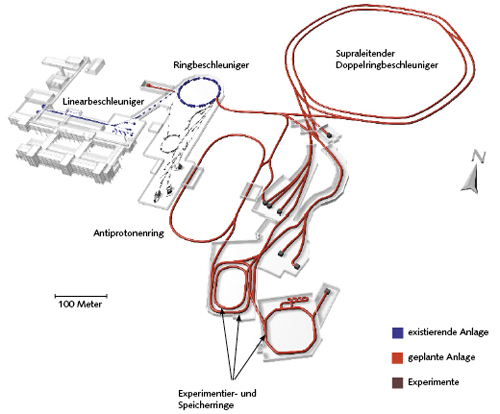 Ringbeschleuniger
Supraleitender
Doppelringbeschleuniger
Linearbeschleuniger
N
Antiprotonenring
100 Meter
existierende Anlage
geplante Anlage
Experimente
Experimentier- und
Speicherringe